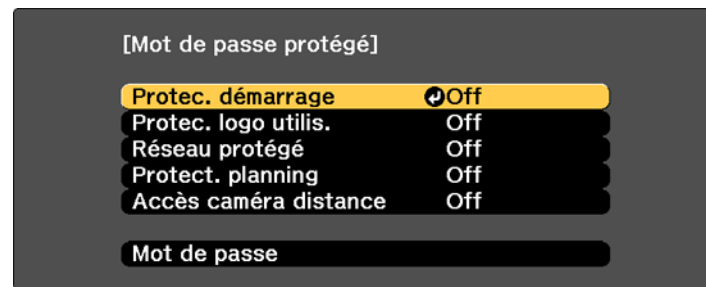 [Mot de passe protégé]
Protec. démarrage Off
Protec. logo utilis. Off
Réseau protégé Off
Protect. planning Off
Accès caméra distance Off
Mot de passe